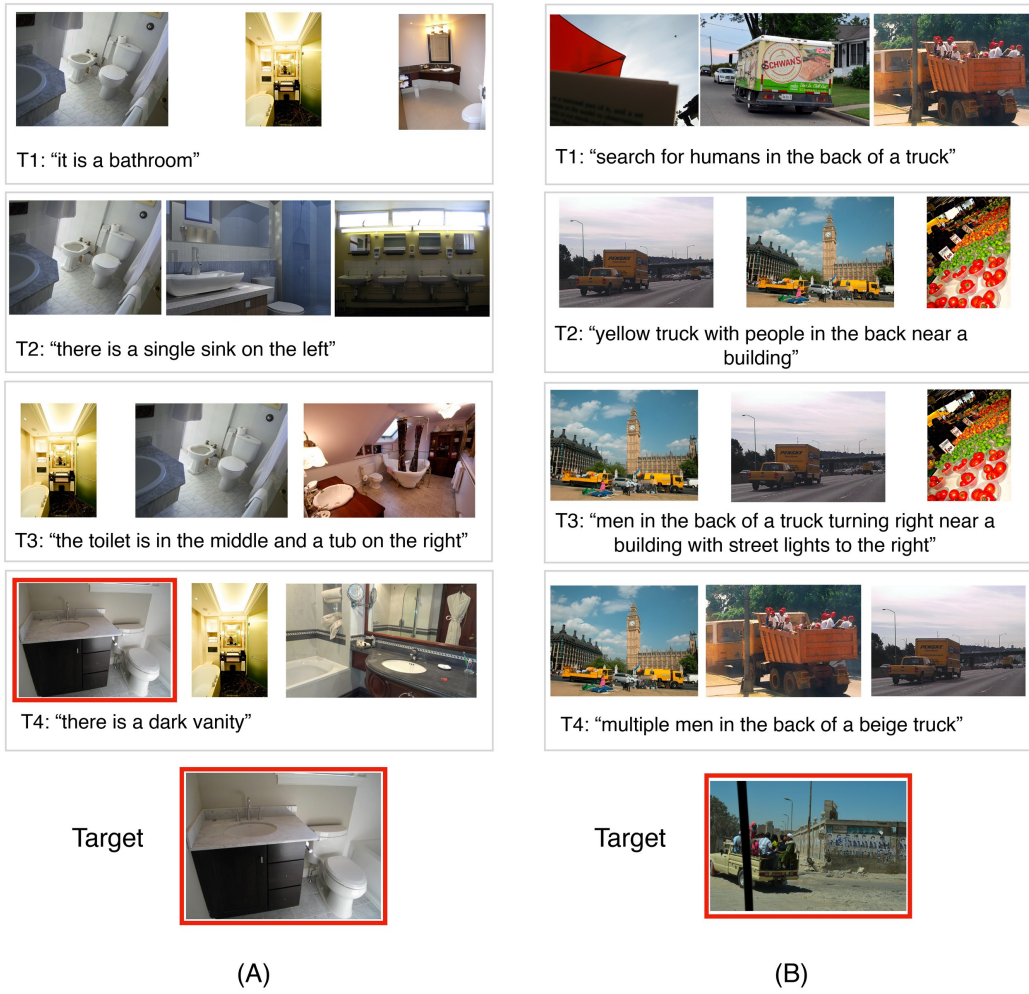 T1: “it is a bathroom”
T2: “there is a single sink on the left”
T3: “the toilet is in the middle and a tub on the right”
T4: “there is a dark vanity”
Target
(A)
SCHWAN'S
T1: “search for humans in the back of a truck”
PENSKE
T2: “yellow truck with people in the back near a
building”
PENSKE
T3: “men in the back of a truck turning right near a
building with street lights to the right”
PENSKE
T4: “multiple men in the back of a beige truck”
Target
(B)